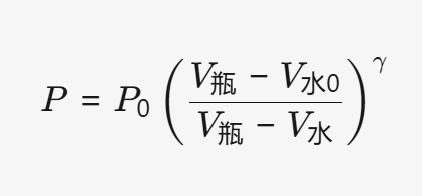 P = P₀ ( (V瓶 − V水0) / (V瓶 − V水) )^γ